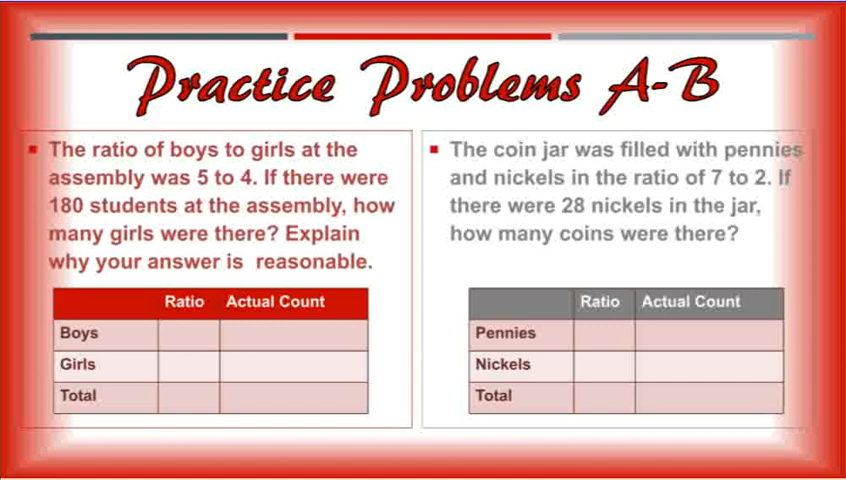 Practice Problems A-B
The ratio of boys to girls at the
assembly was 5 to 4. If there were
180 students at the assembly, how
many girls were there? Explain
why your answer is reasonable.
Ratio Actual Count
Boys
Girls
Total
The coin jar was filled with pennies
and nickels in the ratio of 7 to 2. If
there were 28 nickels in the jar,
how many coins were there?
Ratio Actual Count
Pennies
Nickels
Total